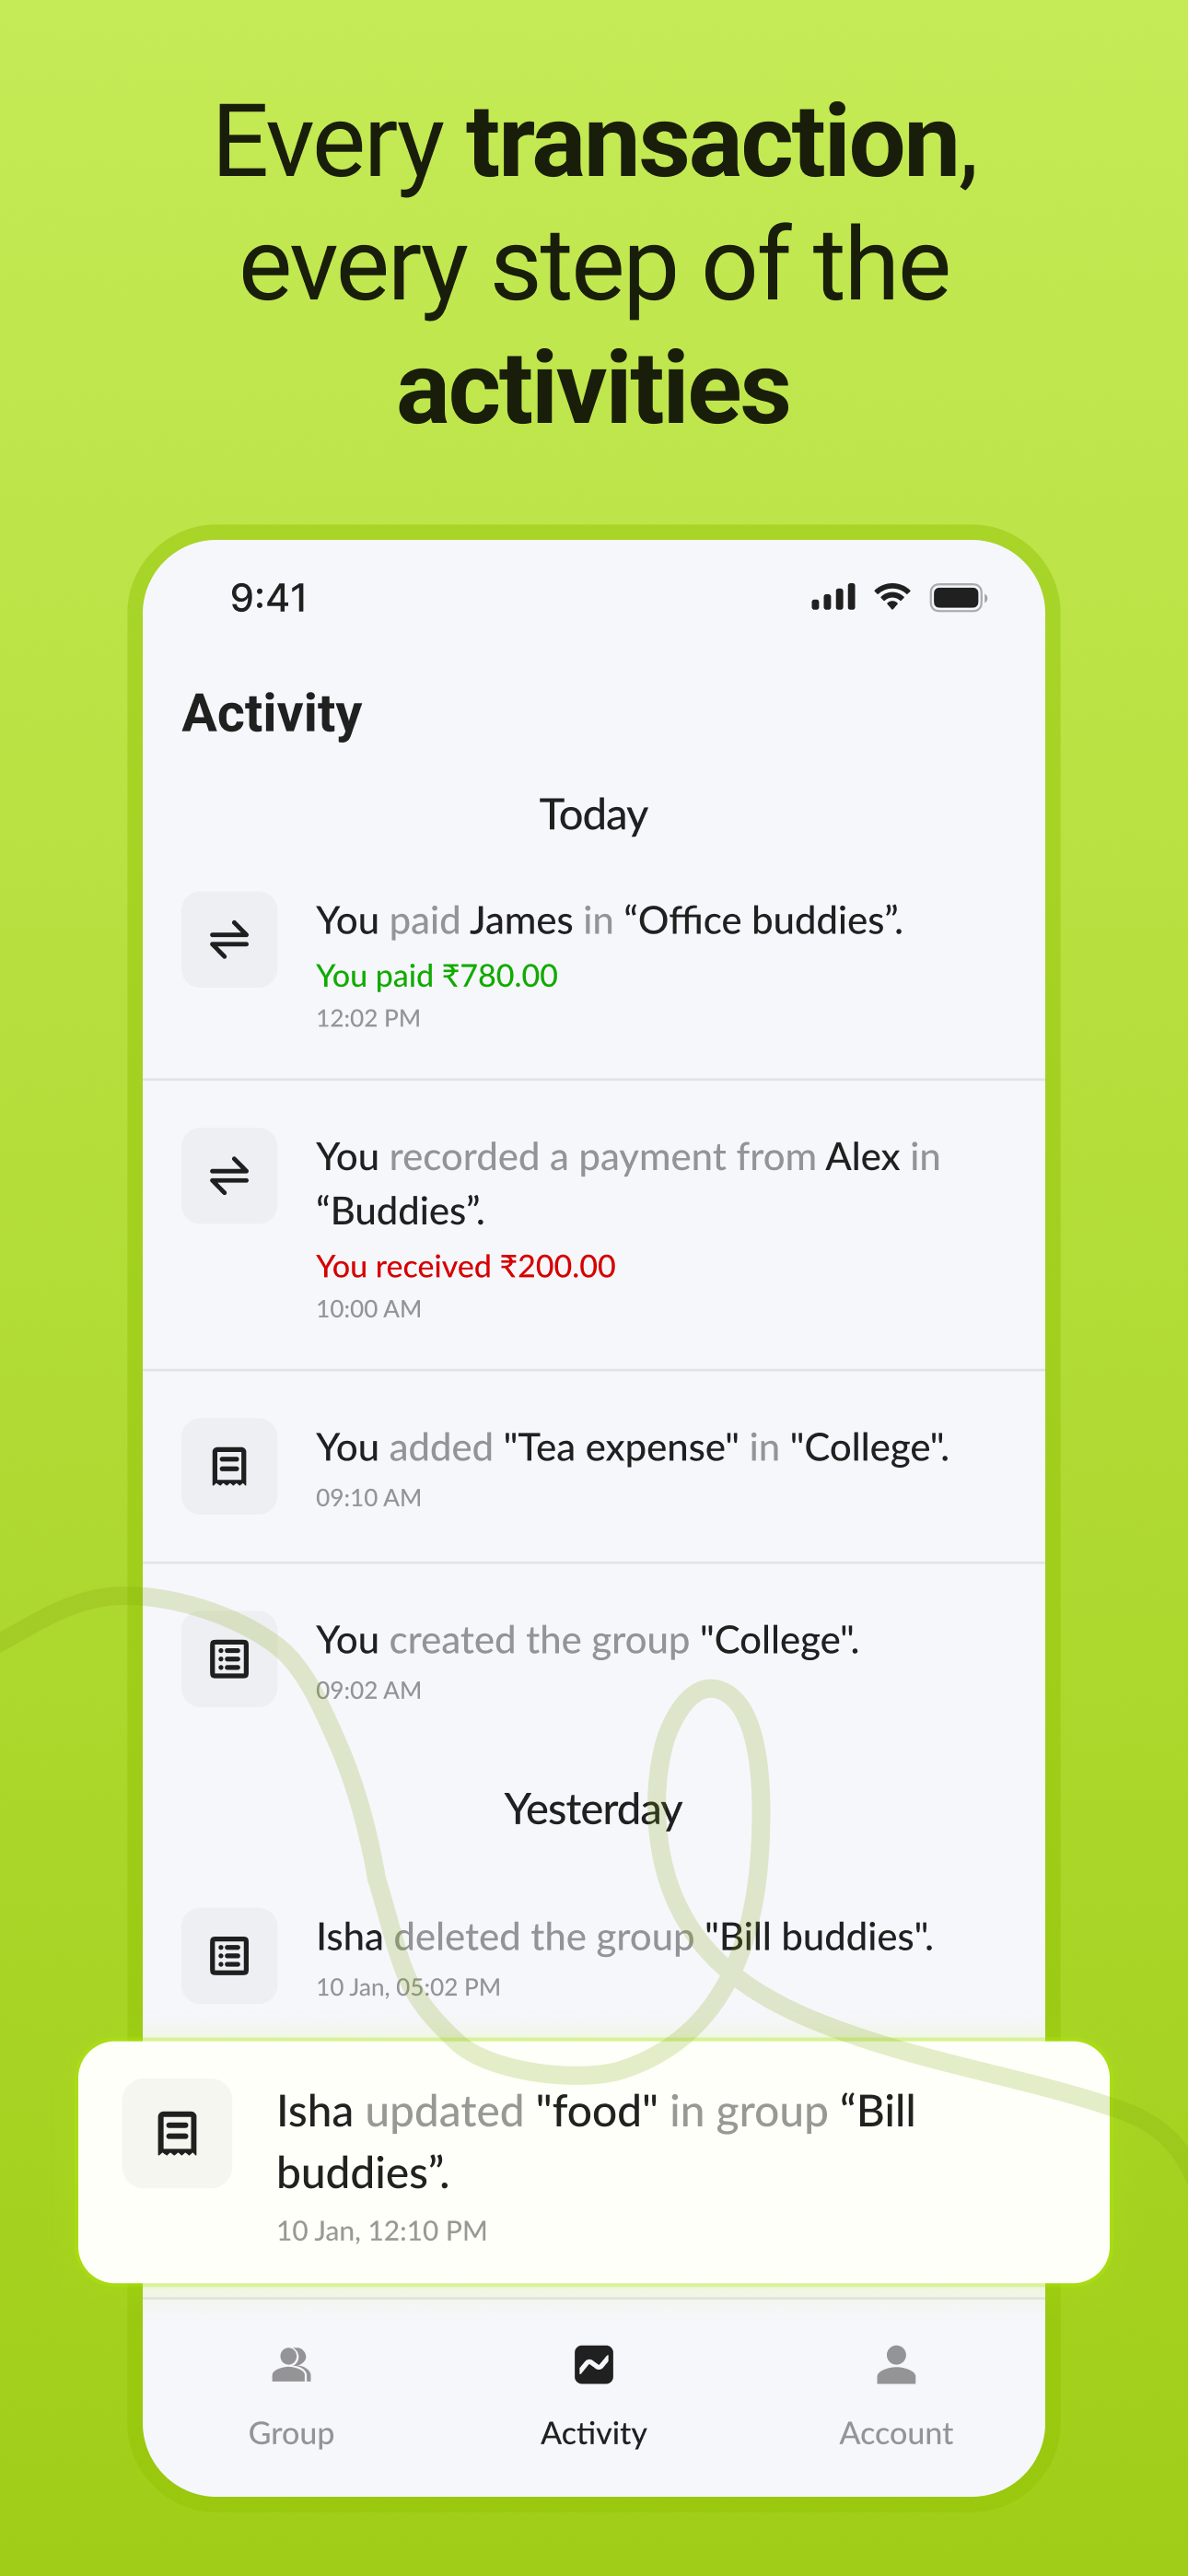 Every transaction,
every step of the
activities
9:41
Activity
Today
You paid James in “Office buddies”.
You paid ₹780.00
12:02 PM
You recorded a payment from Alex in
“Buddies”.
You received ₹200.00
10:00 AM
You added "Tea expense" in "College".
09:10 AM
You created the group "College".
09:02 AM
Yesterday
Isha deleted the group "Bill buddies".
10 Jan, 05:02 PM
Isha updated "food" in group “Bill
buddies”.
10 Jan, 12:10 PM
Group
Activity
Account